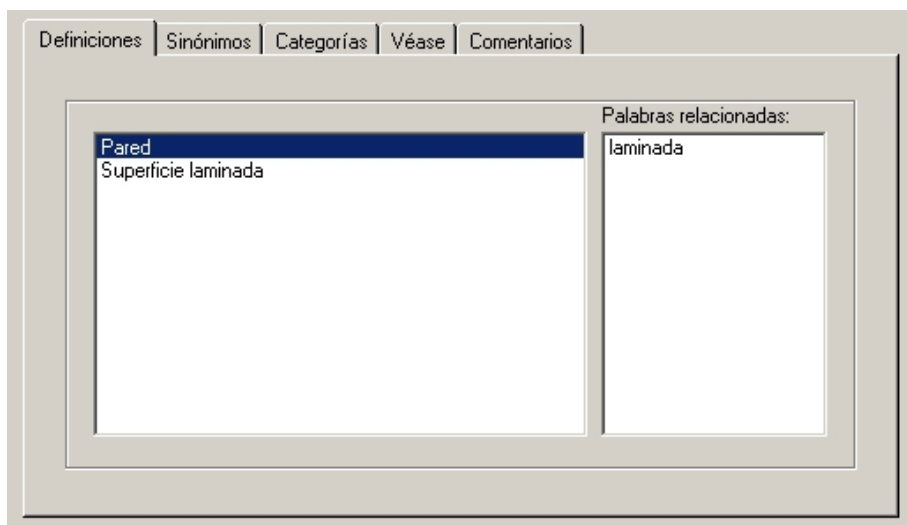 Definiciones Sinónimos Categorías Véase Comentarios
Palabras relacionadas:
Pared
Superficie laminada
laminada